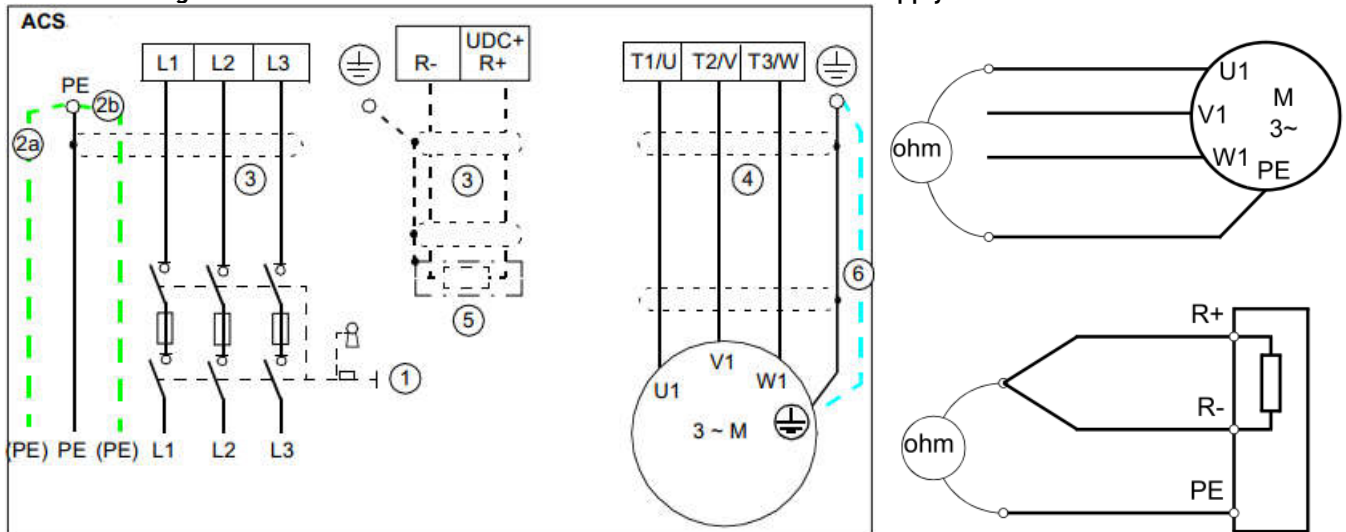 ACS
L1 L2 L3
R- UDC+ R+
T1/U T2/V T3/W
PE
2a
2b
3
3
4
5
6
1
(PE) PE (PE) L1 L2 L3
U1 V1 W1
3 ~ M
ohm
U1
V1
W1
M
3~
PE
ohm
R+
R-
PE